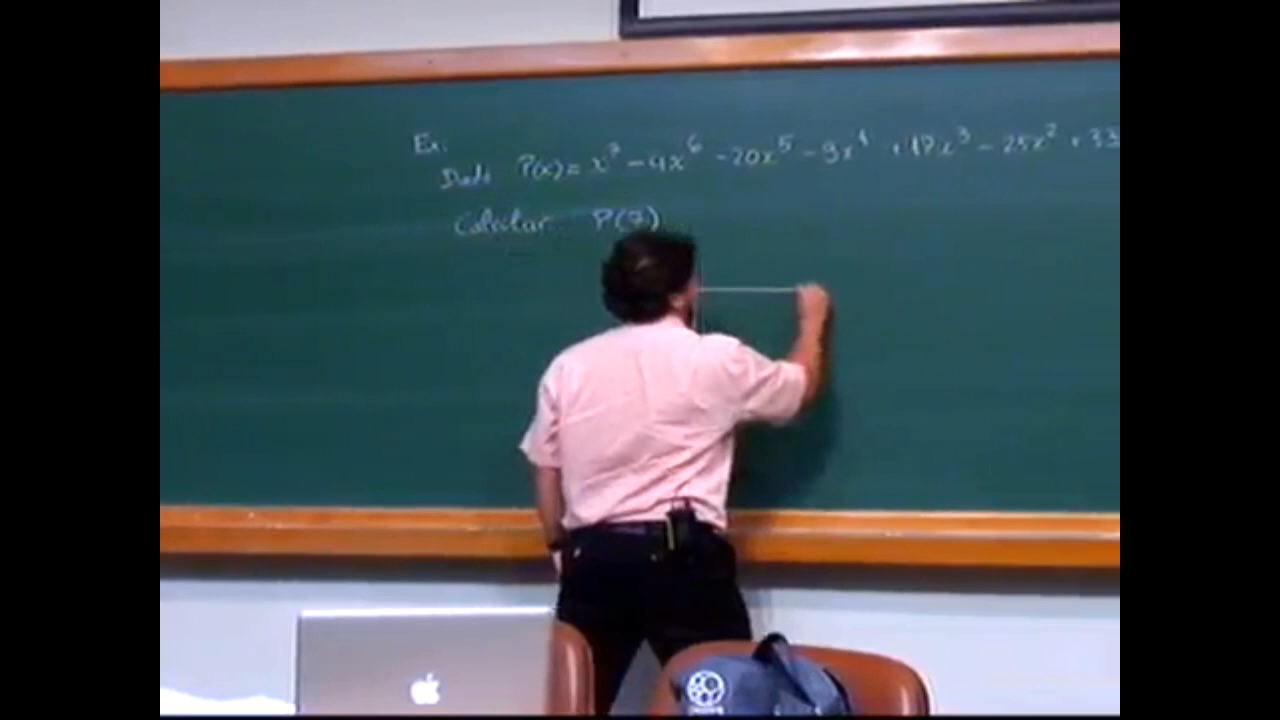 Ex.
Dado P(x) = x⁷ - 4x⁶ - 20x⁵ - 9x⁴ + 17x³ - 25x² + 33
Calcular P(7)